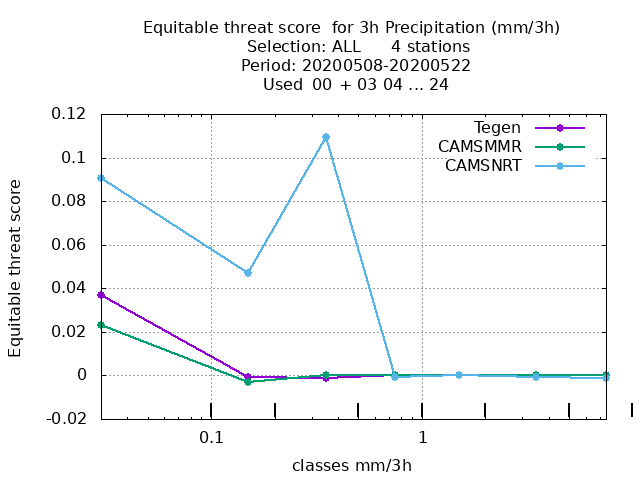 Equitable threat score  for 3h Precipitation (mm/3h)
Selection: ALL      4 stations
Period: 20200508-20200522
Used  00 + 03 04 ... 24
0.12
0.1
0.08
0.06
0.04
0.02
0
-0.02
Equitable threat score
Tegen
CAMSMMR
CAMSNRT
0.1 1
classes mm/3h